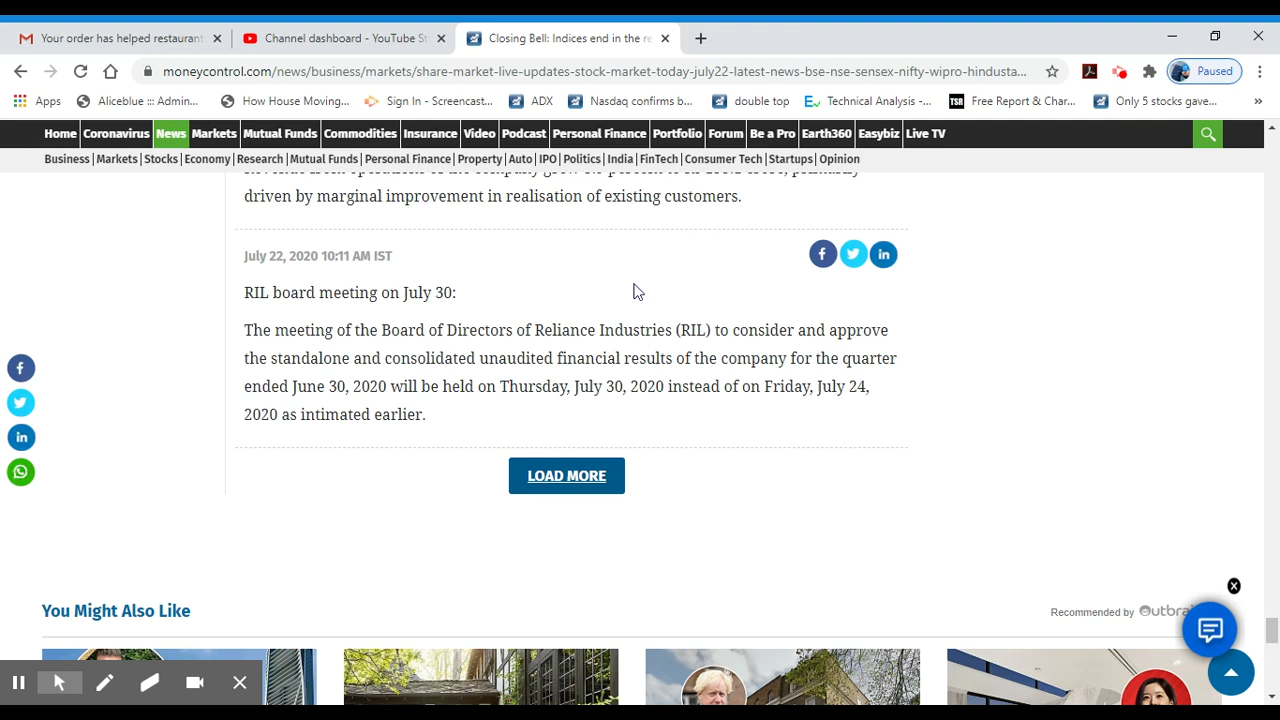 Your order has helped restaurant
Channel dashboard - YouTube St
Closing Bell: Indices end in the re
moneycontrol.com/news/business/markets/share-market-live-updates-stock-market-today-july22-latest-news-bse-nse-sensex-nifty-wipro-hindusta...
Paused
Apps
Aliceblue ::: Admin...
How House Moving...
Sign In - Screencast...
ADX
Nasdaq confirms b...
double top
Technical Analysis -...
TSR Free Report & Char...
Only 5 stocks gave...
»
Home Coronavirus News Markets Mutual Funds Commodities Insurance Video Podcast Personal Finance Portfolio Forum Be a Pro Earth360 Easybiz Live TV
Business | Markets | Stocks | Economy | Research | Mutual Funds | Personal Finance | Property | Auto | IPO | Politics | India | FinTech | Consumer Tech | Startups | Opinion
driven by marginal improvement in realisation of existing customers.
July 22, 2020 10:11 AM IST
RIL board meeting on July 30:
The meeting of the Board of Directors of Reliance Industries (RIL) to consider and approve
the standalone and consolidated unaudited financial results of the company for the quarter
ended June 30, 2020 will be held on Thursday, July 30, 2020 instead of on Friday, July 24,
2020 as intimated earlier.
LOAD MORE
You Might Also Like
Recommended by